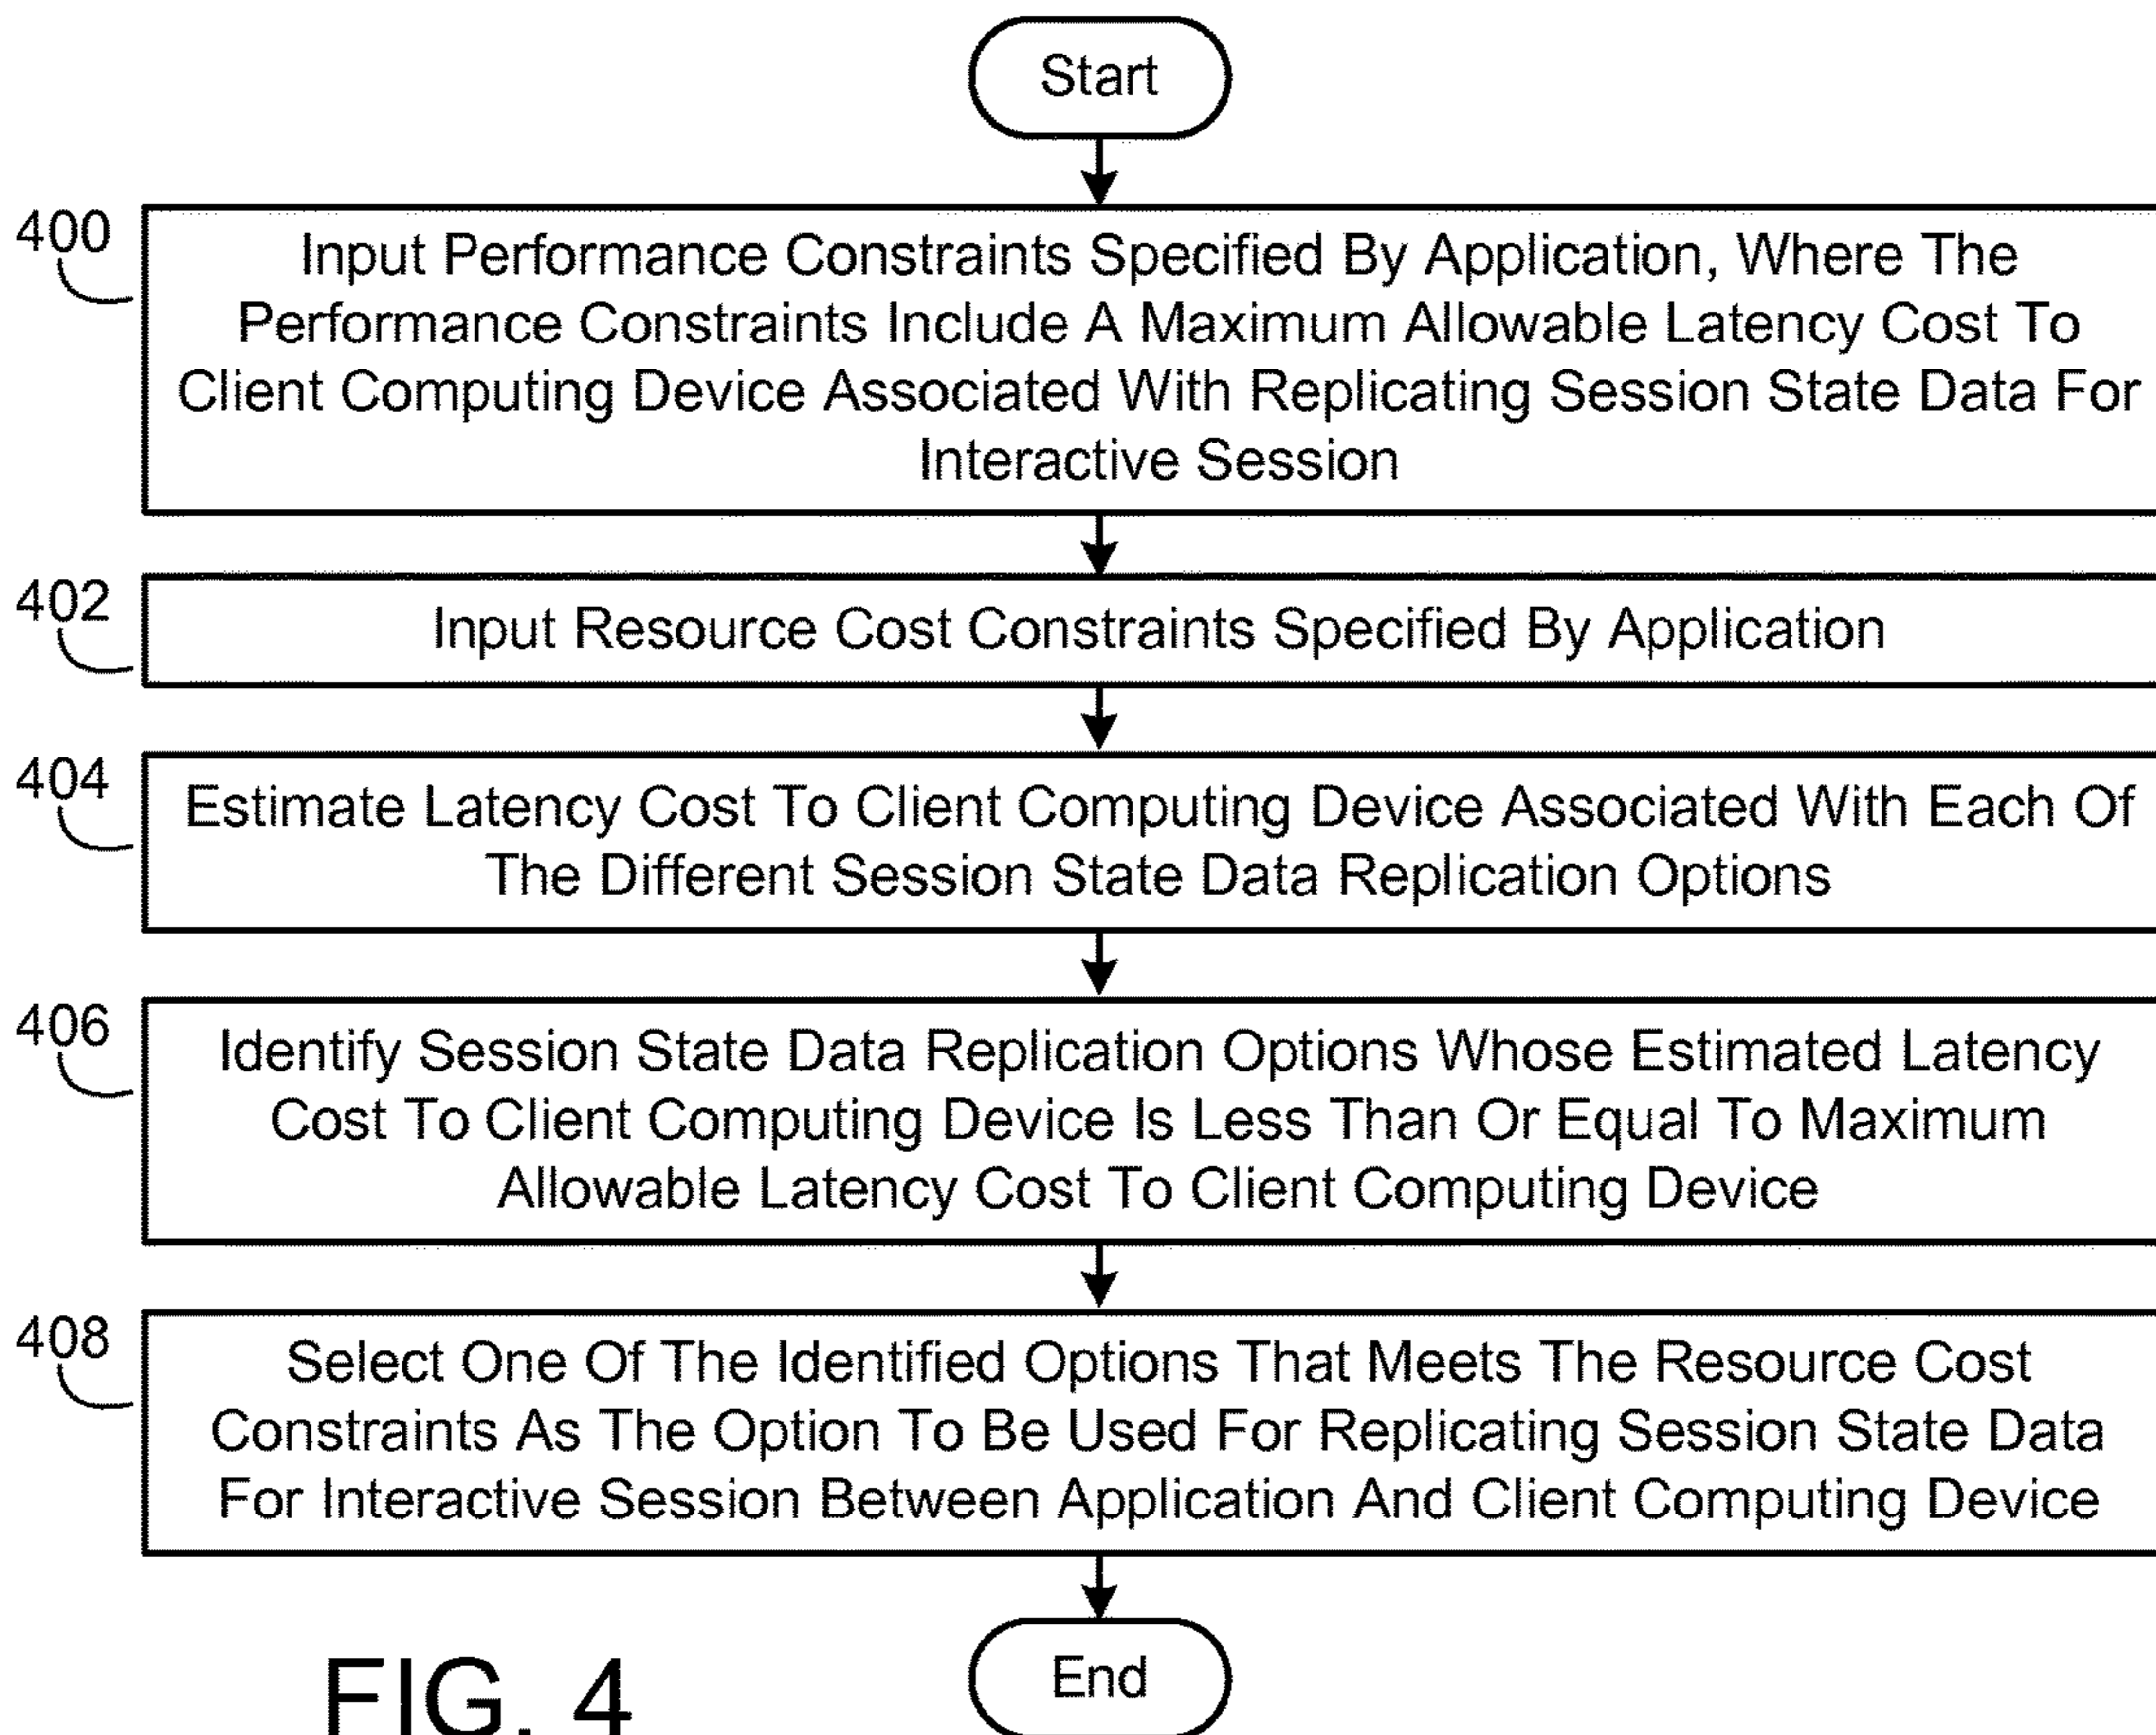 Start
400
Input Performance Constraints Specified By Application, Where The
Performance Constraints Include A Maximum Allowable Latency Cost To
Client Computing Device Associated With Replicating Session State Data For
Interactive Session
402
Input Resource Cost Constraints Specified By Application
404
Estimate Latency Cost To Client Computing Device Associated With Each Of
The Different Session State Data Replication Options
406
Identify Session State Data Replication Options Whose Estimated Latency
Cost To Client Computing Device Is Less Than Or Equal To Maximum
Allowable Latency Cost To Client Computing Device
408
Select One Of The Identified Options That Meets The Resource Cost
Constraints As The Option To Be Used For Replicating Session State Data
For Interactive Session Between Application And Client Computing Device
End
FIG. 4